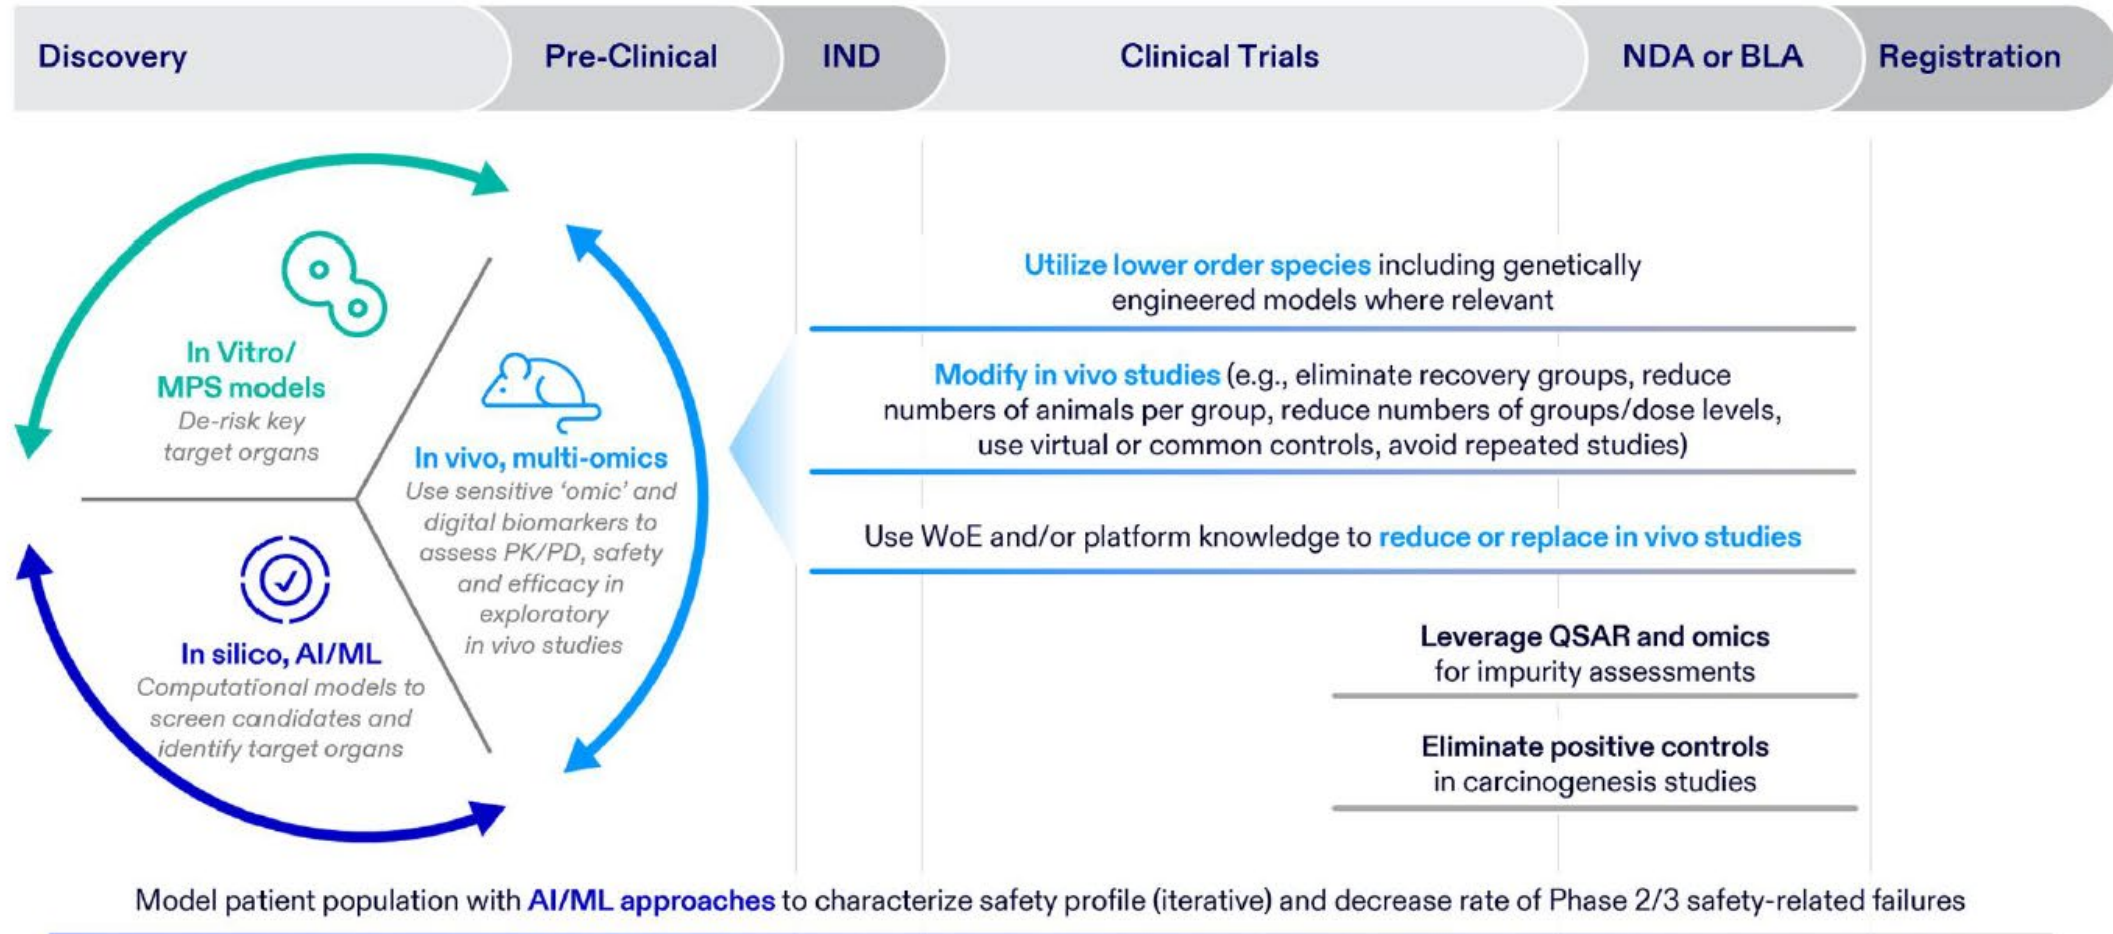 Discovery
Pre-Clinical
IND
Clinical Trials
NDA or BLA
Registration
In Vitro/
MPS models
De-risk key
target organs
In vivo, multi-omics
Use sensitive ‘omic’ and
digital biomarkers to
assess PK/PD, safety
and efficacy in
exploratory
in vivo studies
In silico, AI/ML
Computational models to
screen candidates and
identify target organs
Utilize lower order species including genetically
engineered models where relevant
Modify in vivo studies (e.g., eliminate recovery groups, reduce
numbers of animals per group, reduce numbers of groups/dose levels,
use virtual or common controls, avoid repeated studies)
Use WoE and/or platform knowledge to reduce or replace in vivo studies
Leverage QSAR and omics
for impurity assessments
Eliminate positive controls
in carcinogenesis studies
Model patient population with AI/ML approaches to characterize safety profile (iterative) and decrease rate of Phase 2/3 safety-related failures